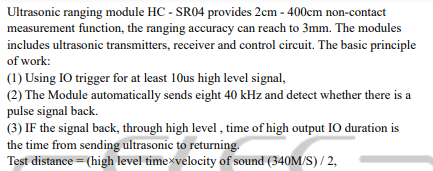 Ultrasonic ranging module HC - SR04 provides 2cm - 400cm non-contact
measurement function, the ranging accuracy can reach to 3mm. The modules
includes ultrasonic transmitters, receiver and control circuit. The basic principle
of work:
(1) Using IO trigger for at least 10us high level signal,
(2) The Module automatically sends eight 40 kHz and detect whether there is a
pulse signal back.
(3) IF the signal back, through high level , time of high output IO duration is
the time from sending ultrasonic to returning.
Test distance = (high level time×velocity of sound (340M/S) / 2,